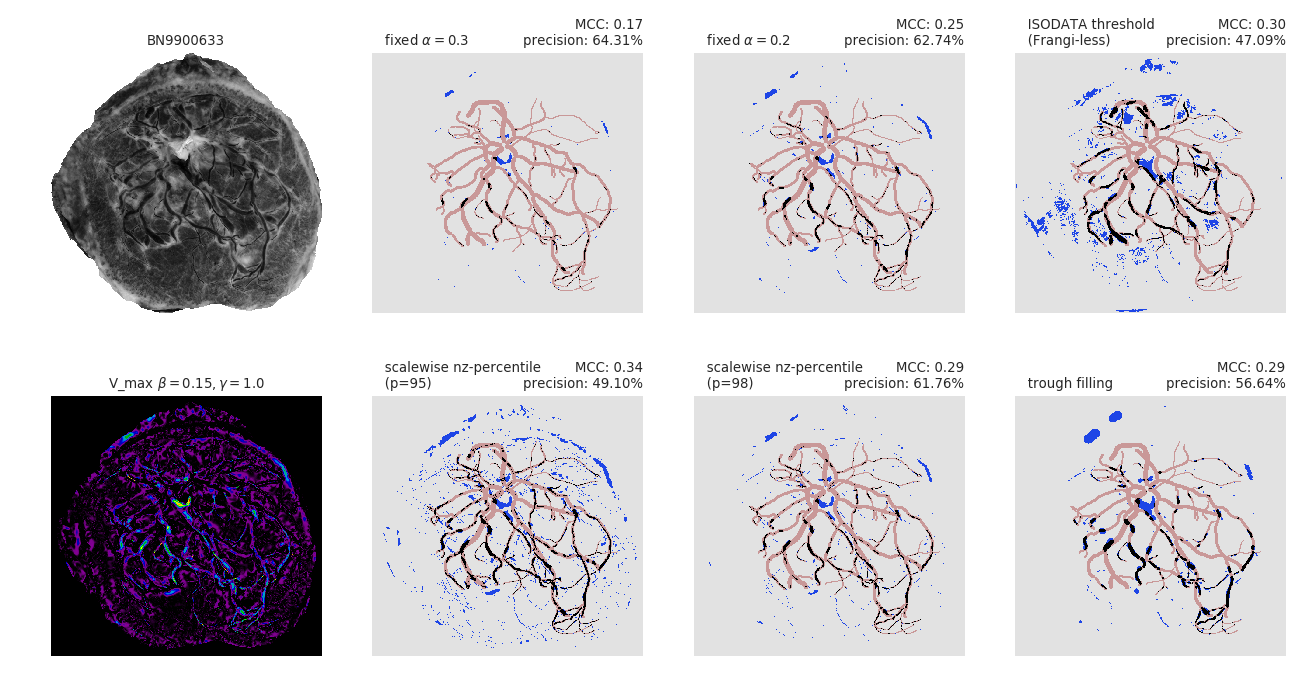 BN9900633
MCC: 0.17
fixed α = 0.3 precision: 64.31%
MCC: 0.25
fixed α = 0.2 precision: 62.74%
ISODATA threshold MCC: 0.30
(Frangi-less) precision: 47.09%
V_max β = 0.15, γ = 1.0
scalewise nz-percentile MCC: 0.34
(p=95) precision: 49.10%
scalewise nz-percentile MCC: 0.29
(p=98) precision: 61.76%
MCC: 0.29
trough filling precision: 56.64%